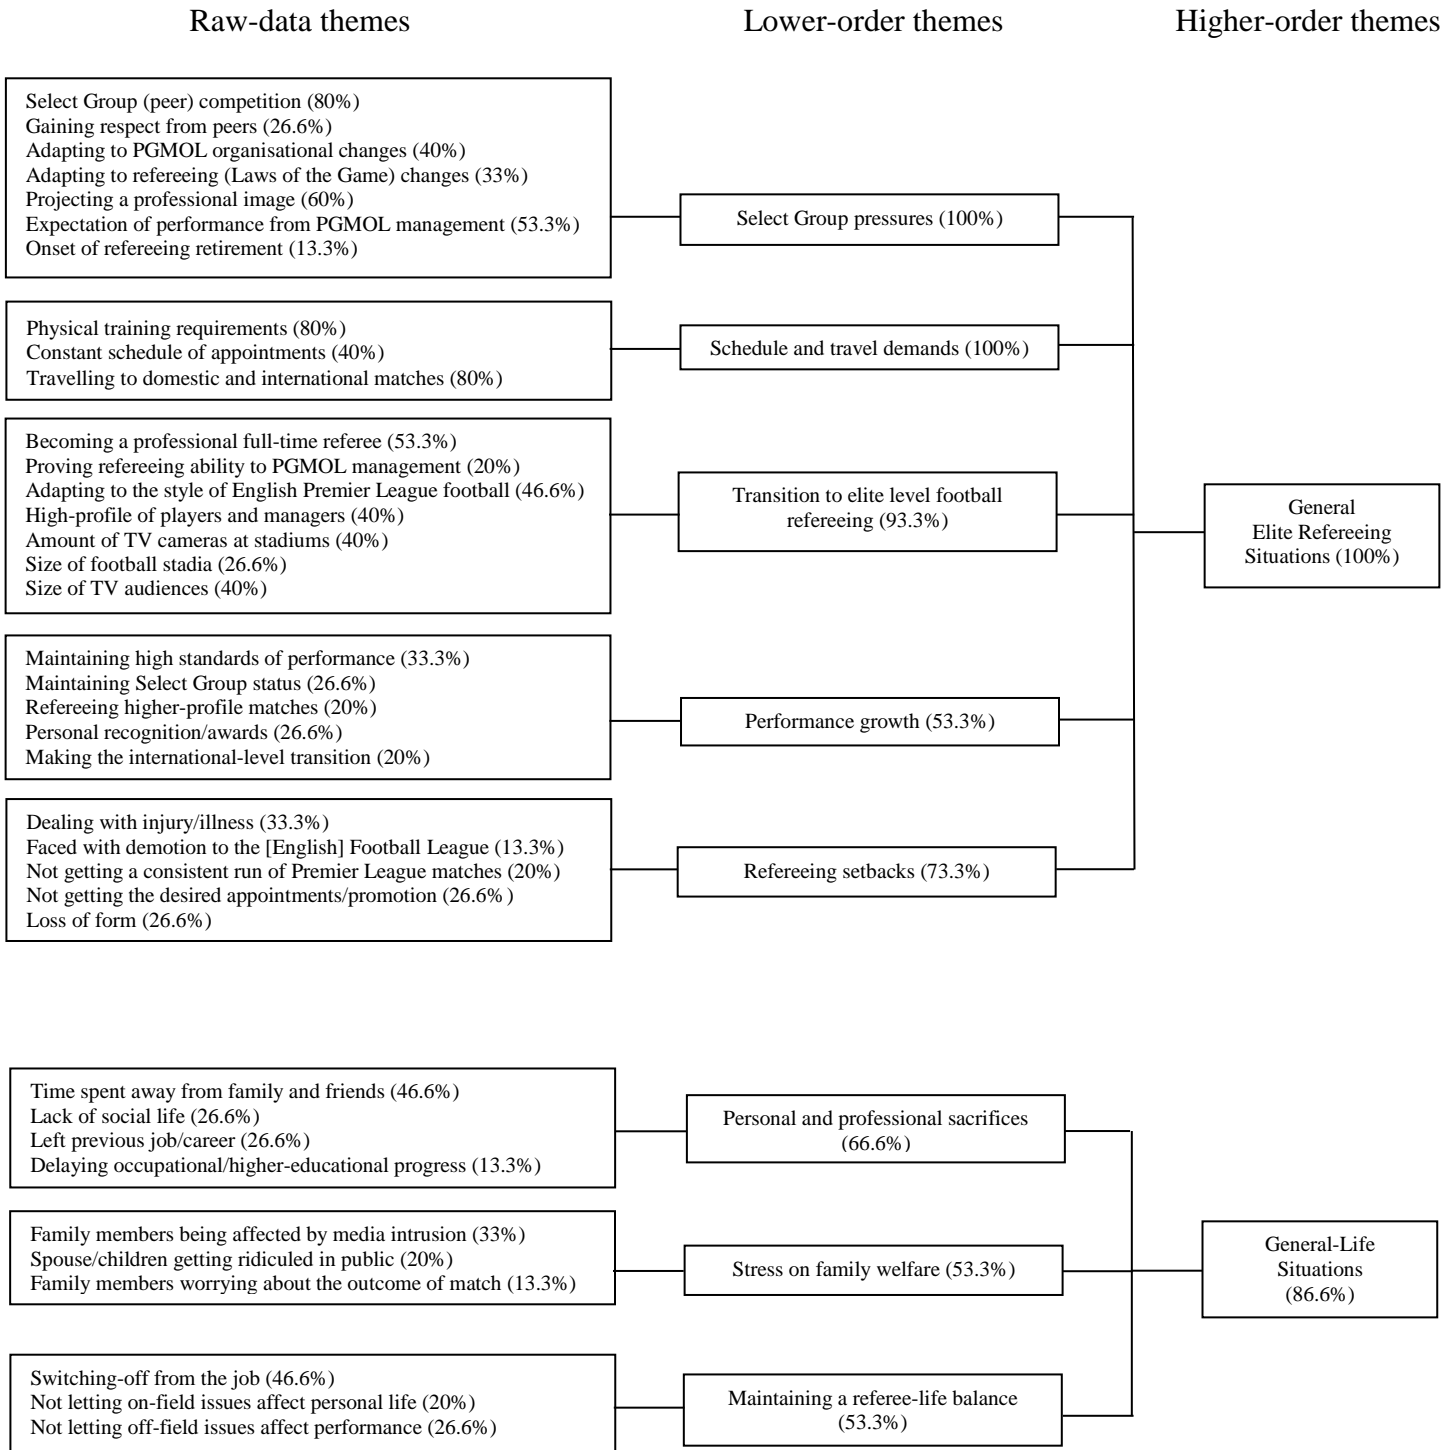 Raw-data themes
Lower-order themes
Higher-order themes
Select Group (peer) competition (80%)
Gaining respect from peers (26.6%)
Adapting to PGMOL organisational changes (40%)
Adapting to refereeing (Laws of the Game) changes (33%)
Projecting a professional image (60%)
Expectation of performance from PGMOL management (53.3%)
Onset of refereeing retirement (13.3%)
Select Group pressures (100%)
Physical training requirements (80%)
Constant schedule of appointments (40%)
Travelling to domestic and international matches (80%)
Schedule and travel demands (100%)
Becoming a professional full-time referee (53.3%)
Proving refereeing ability to PGMOL management (20%)
Adapting to the style of English Premier League football (46.6%)
High-profile of players and managers (40%)
Amount of TV cameras at stadiums (40%)
Size of football stadia (26.6%)
Size of TV audiences (40%)
Transition to elite level football
refereeing (93.3%)
General
Elite Refereeing
Situations (100%)
Maintaining high standards of performance (33.3%)
Maintaining Select Group status (26.6%)
Refereeing higher-profile matches (20%)
Personal recognition/awards (26.6%)
Making the international-level transition (20%)
Performance growth (53.3%)
Dealing with injury/illness (33.3%)
Faced with demotion to the [English] Football League (13.3%)
Not getting a consistent run of Premier League matches (20%)
Not getting the desired appointments/promotion (26.6%)
Loss of form (26.6%)
Refereeing setbacks (73.3%)
Time spent away from family and friends (46.6%)
Lack of social life (26.6%)
Left previous job/career (26.6%)
Delaying occupational/higher-educational progress (13.3%)
Personal and professional sacrifices
(66.6%)
Family members being affected by media intrusion (33%)
Spouse/children getting ridiculed in public (20%)
Family members worrying about the outcome of match (13.3%)
Stress on family welfare (53.3%)
General-Life
Situations
(86.6%)
Switching-off from the job (46.6%)
Not letting on-field issues affect personal life (20%)
Not letting off-field issues affect performance (26.6%)
Maintaining a referee-life balance
(53.3%)